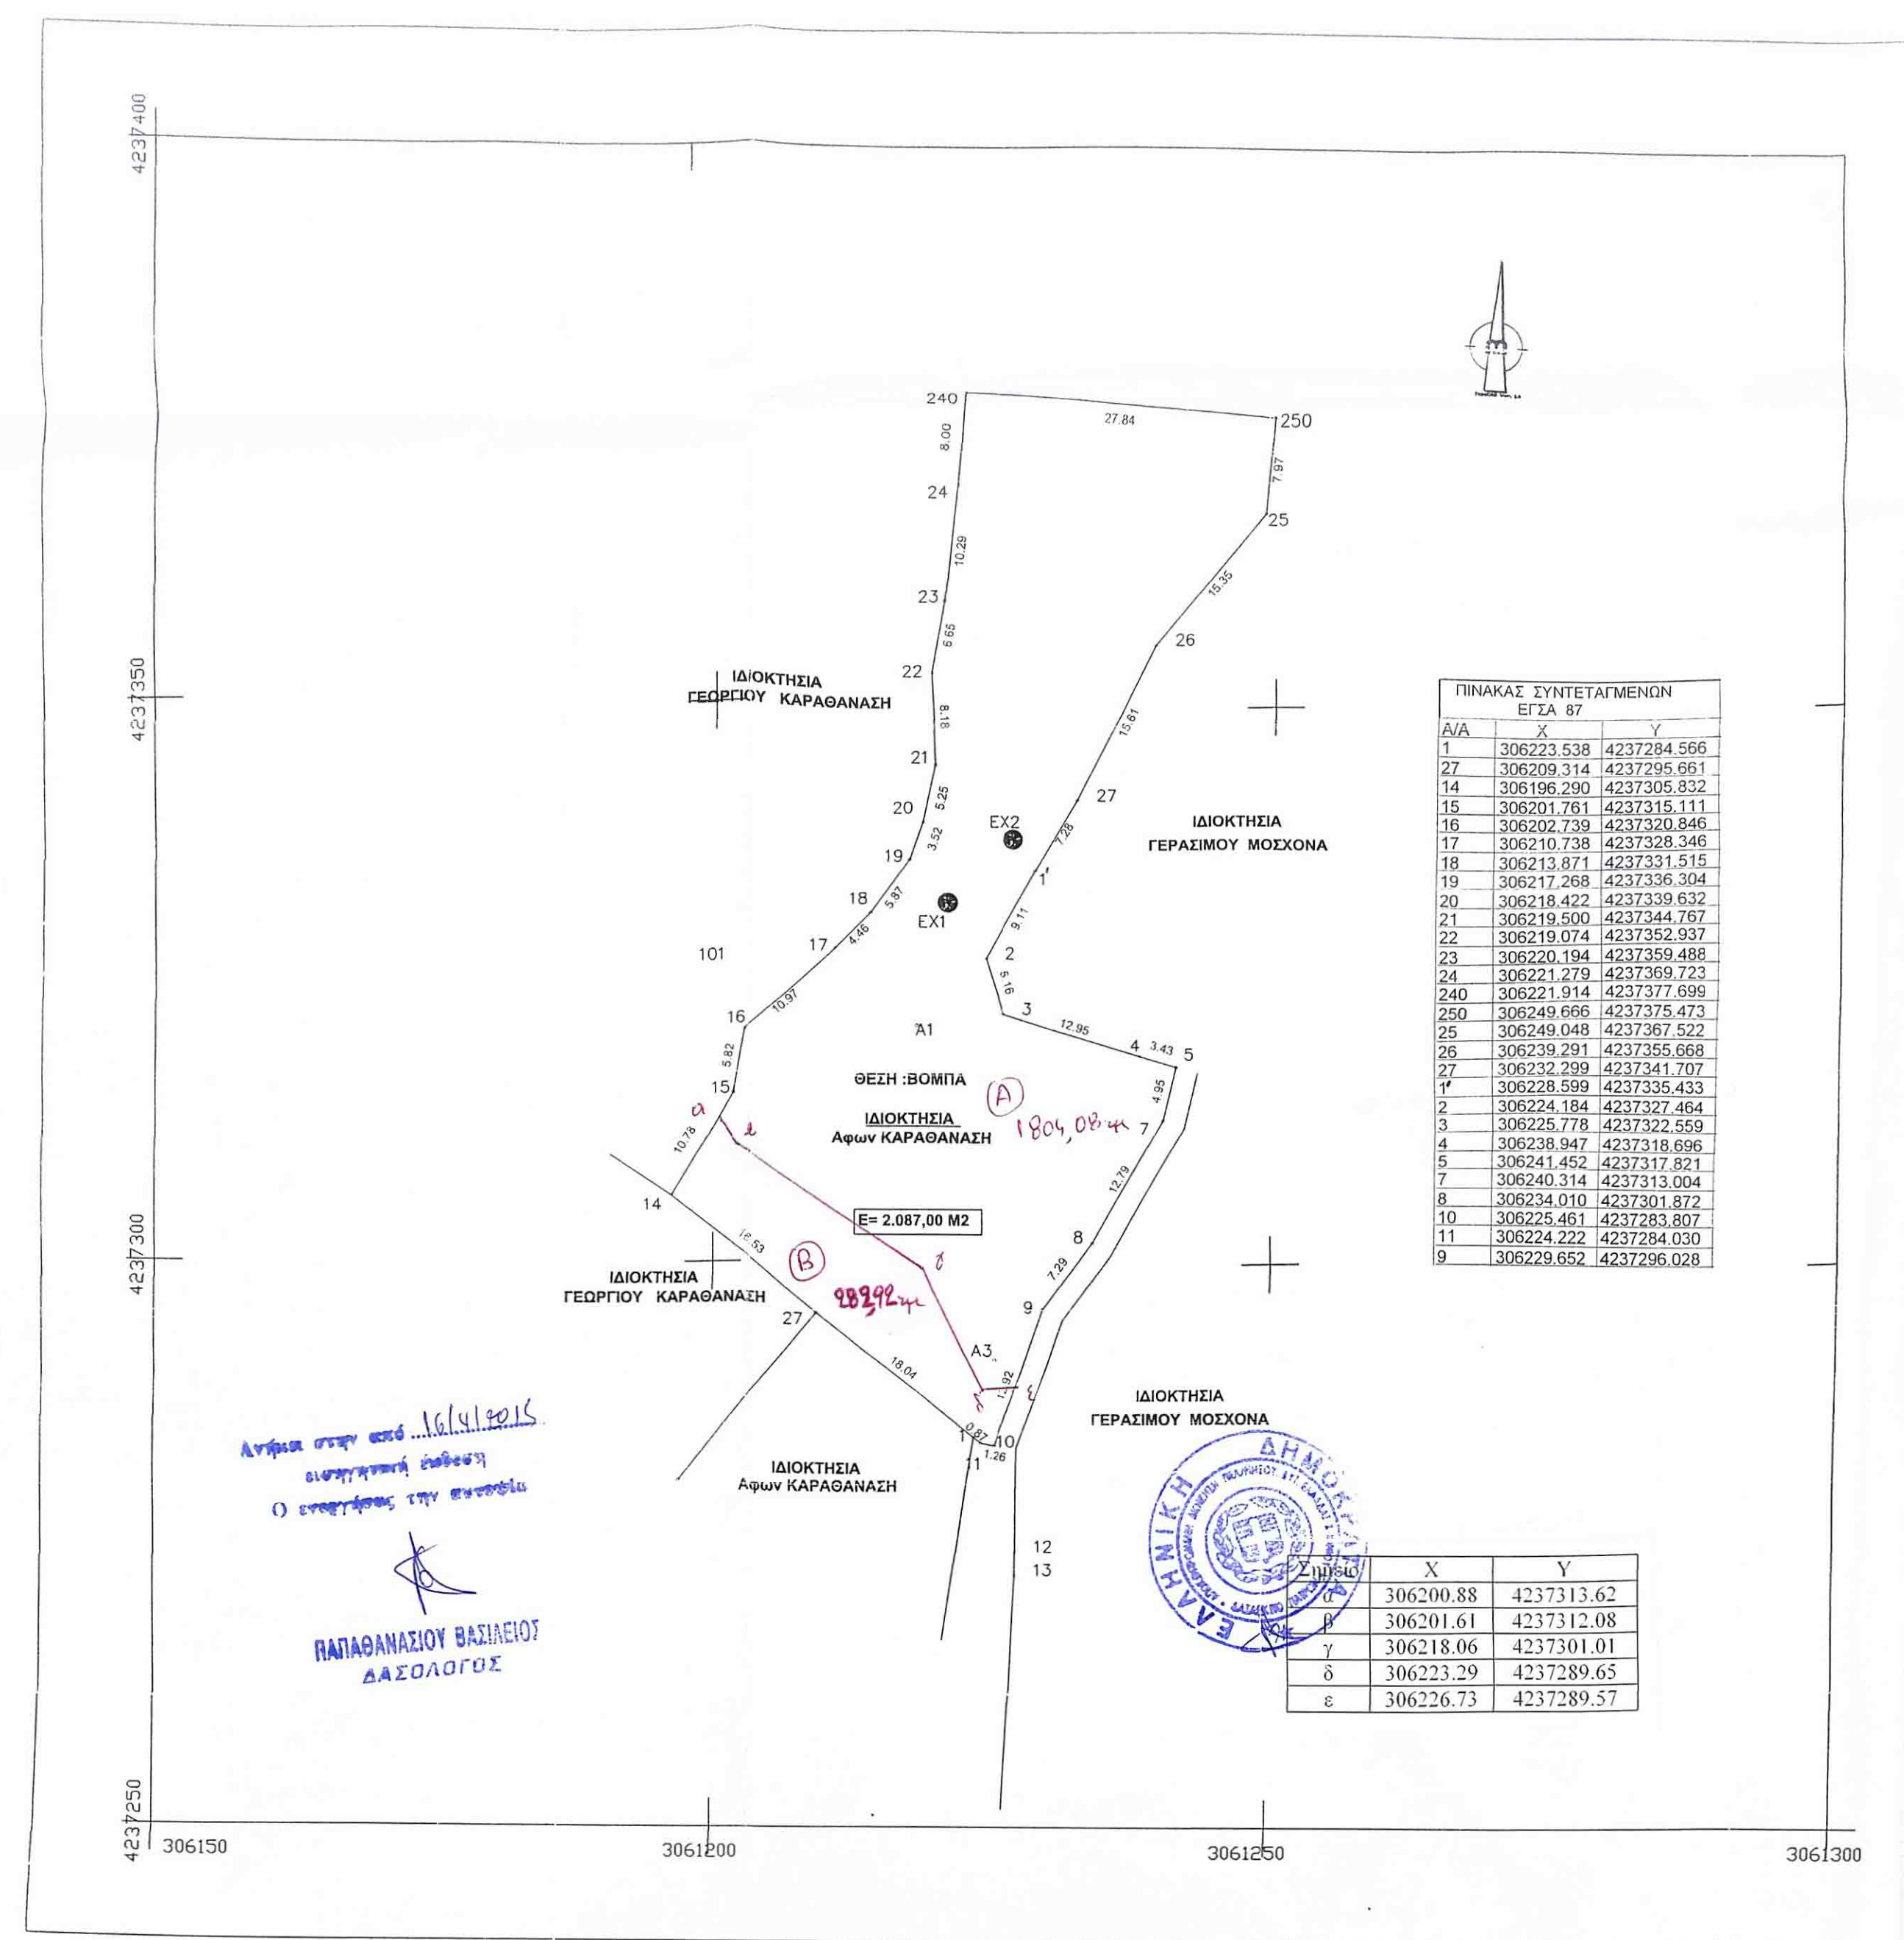 4237400
240
27.84
250
8.00
7.97
24
25
10.29
15.35
23
26
6.65
22
ΙΔΙΟΚΤΗΣΙΑ
ΓΕΩΡΓΙΟΥ ΚΑΡΑΘΑΝΑΣΗ
4237350
8.18
15.61
21
27
5.25
20
EX2
3.52
7.28
ΙΔΙΟΚΤΗΣΙΑ
ΓΕΡΑΣΙΜΟΥ ΜΟΣΧΟΝΑ
19
1'
5.87
18
EX1
9.11
17
4.46
2
101
5.16
10.97
16
3
A1
12.95
4
3.43
5
5.82
ΘΕΣΗ :ΒΟΜΠΑ
15
A
4.95
α
ΙΔΙΟΚΤΗΣΙΑ
Αφων ΚΑΡΑΘΑΝΑΣΗ
1804,08
7
10.78
12.79
14
E= 2.087,00 M2
8
16.53
B
γ
7.29
4237300
ΙΔΙΟΚΤΗΣΙΑ
ΓΕΩΡΓΙΟΥ ΚΑΡΑΘΑΝΑΣΗ
282,92
9
27
A3
18.04
δ
ε
ΙΔΙΟΚΤΗΣΙΑ
ΓΕΡΑΣΙΜΟΥ ΜΟΣΧΟΝΑ
0.87
1
10
1.26
11
ΙΔΙΟΚΤΗΣΙΑ
Αφων ΚΑΡΑΘΑΝΑΣΗ
12
13
ΠΙΝΑΚΑΣ ΣΥΝΤΕΤΑΓΜΕΝΩΝ
ΕΓΣΑ 87
Α/Α X Y
1 306223.538 4237284.566
27 306209.314 4237295.661
14 306196.290 4237305.832
15 306201.761 4237315.111
16 306202.739 4237320.846
17 306210.738 4237328.346
18 306213.871 4237331.515
19 306217.268 4237336.304
20 306218.422 4237339.632
21 306219.500 4237344.767
22 306219.074 4237352.937
23 306220.194 4237359.488
24 306221.279 4237369.723
240 306221.914 4237377.699
250 306249.666 4237375.473
25 306249.048 4237367.522
26 306239.291 4237355.668
27 306232.299 4237341.707
1' 306228.599 4237335.433
2 306224.184 4237327.464
3 306225.778 4237322.559
4 306238.947 4237318.696
5 306241.452 4237317.821
7 306240.314 4237313.004
8 306234.010 4237301.872
10 306225.461 4237283.807
11 306224.222 4237284.030
9 306229.652 4237296.028
Ανήκει στην από 16/4/2015
Ο
ΠΑΠΑΘΑΝΑΣΙΟΥ ΒΑΣΙΛΕΙΟΣ
ΔΑΣΟΛΟΓΟΣ
ΕΛΛΗΝΙΚΗ ΔΗΜΟΚΡΑΤΙΑ
Σημείο X Y
α 306200.88 4237313.62
β 306201.61 4237312.08
γ 306218.06 4237301.01
δ 306223.29 4237289.65
ε 306226.73 4237289.57
4237250
306150
3061200
3061250
3061300